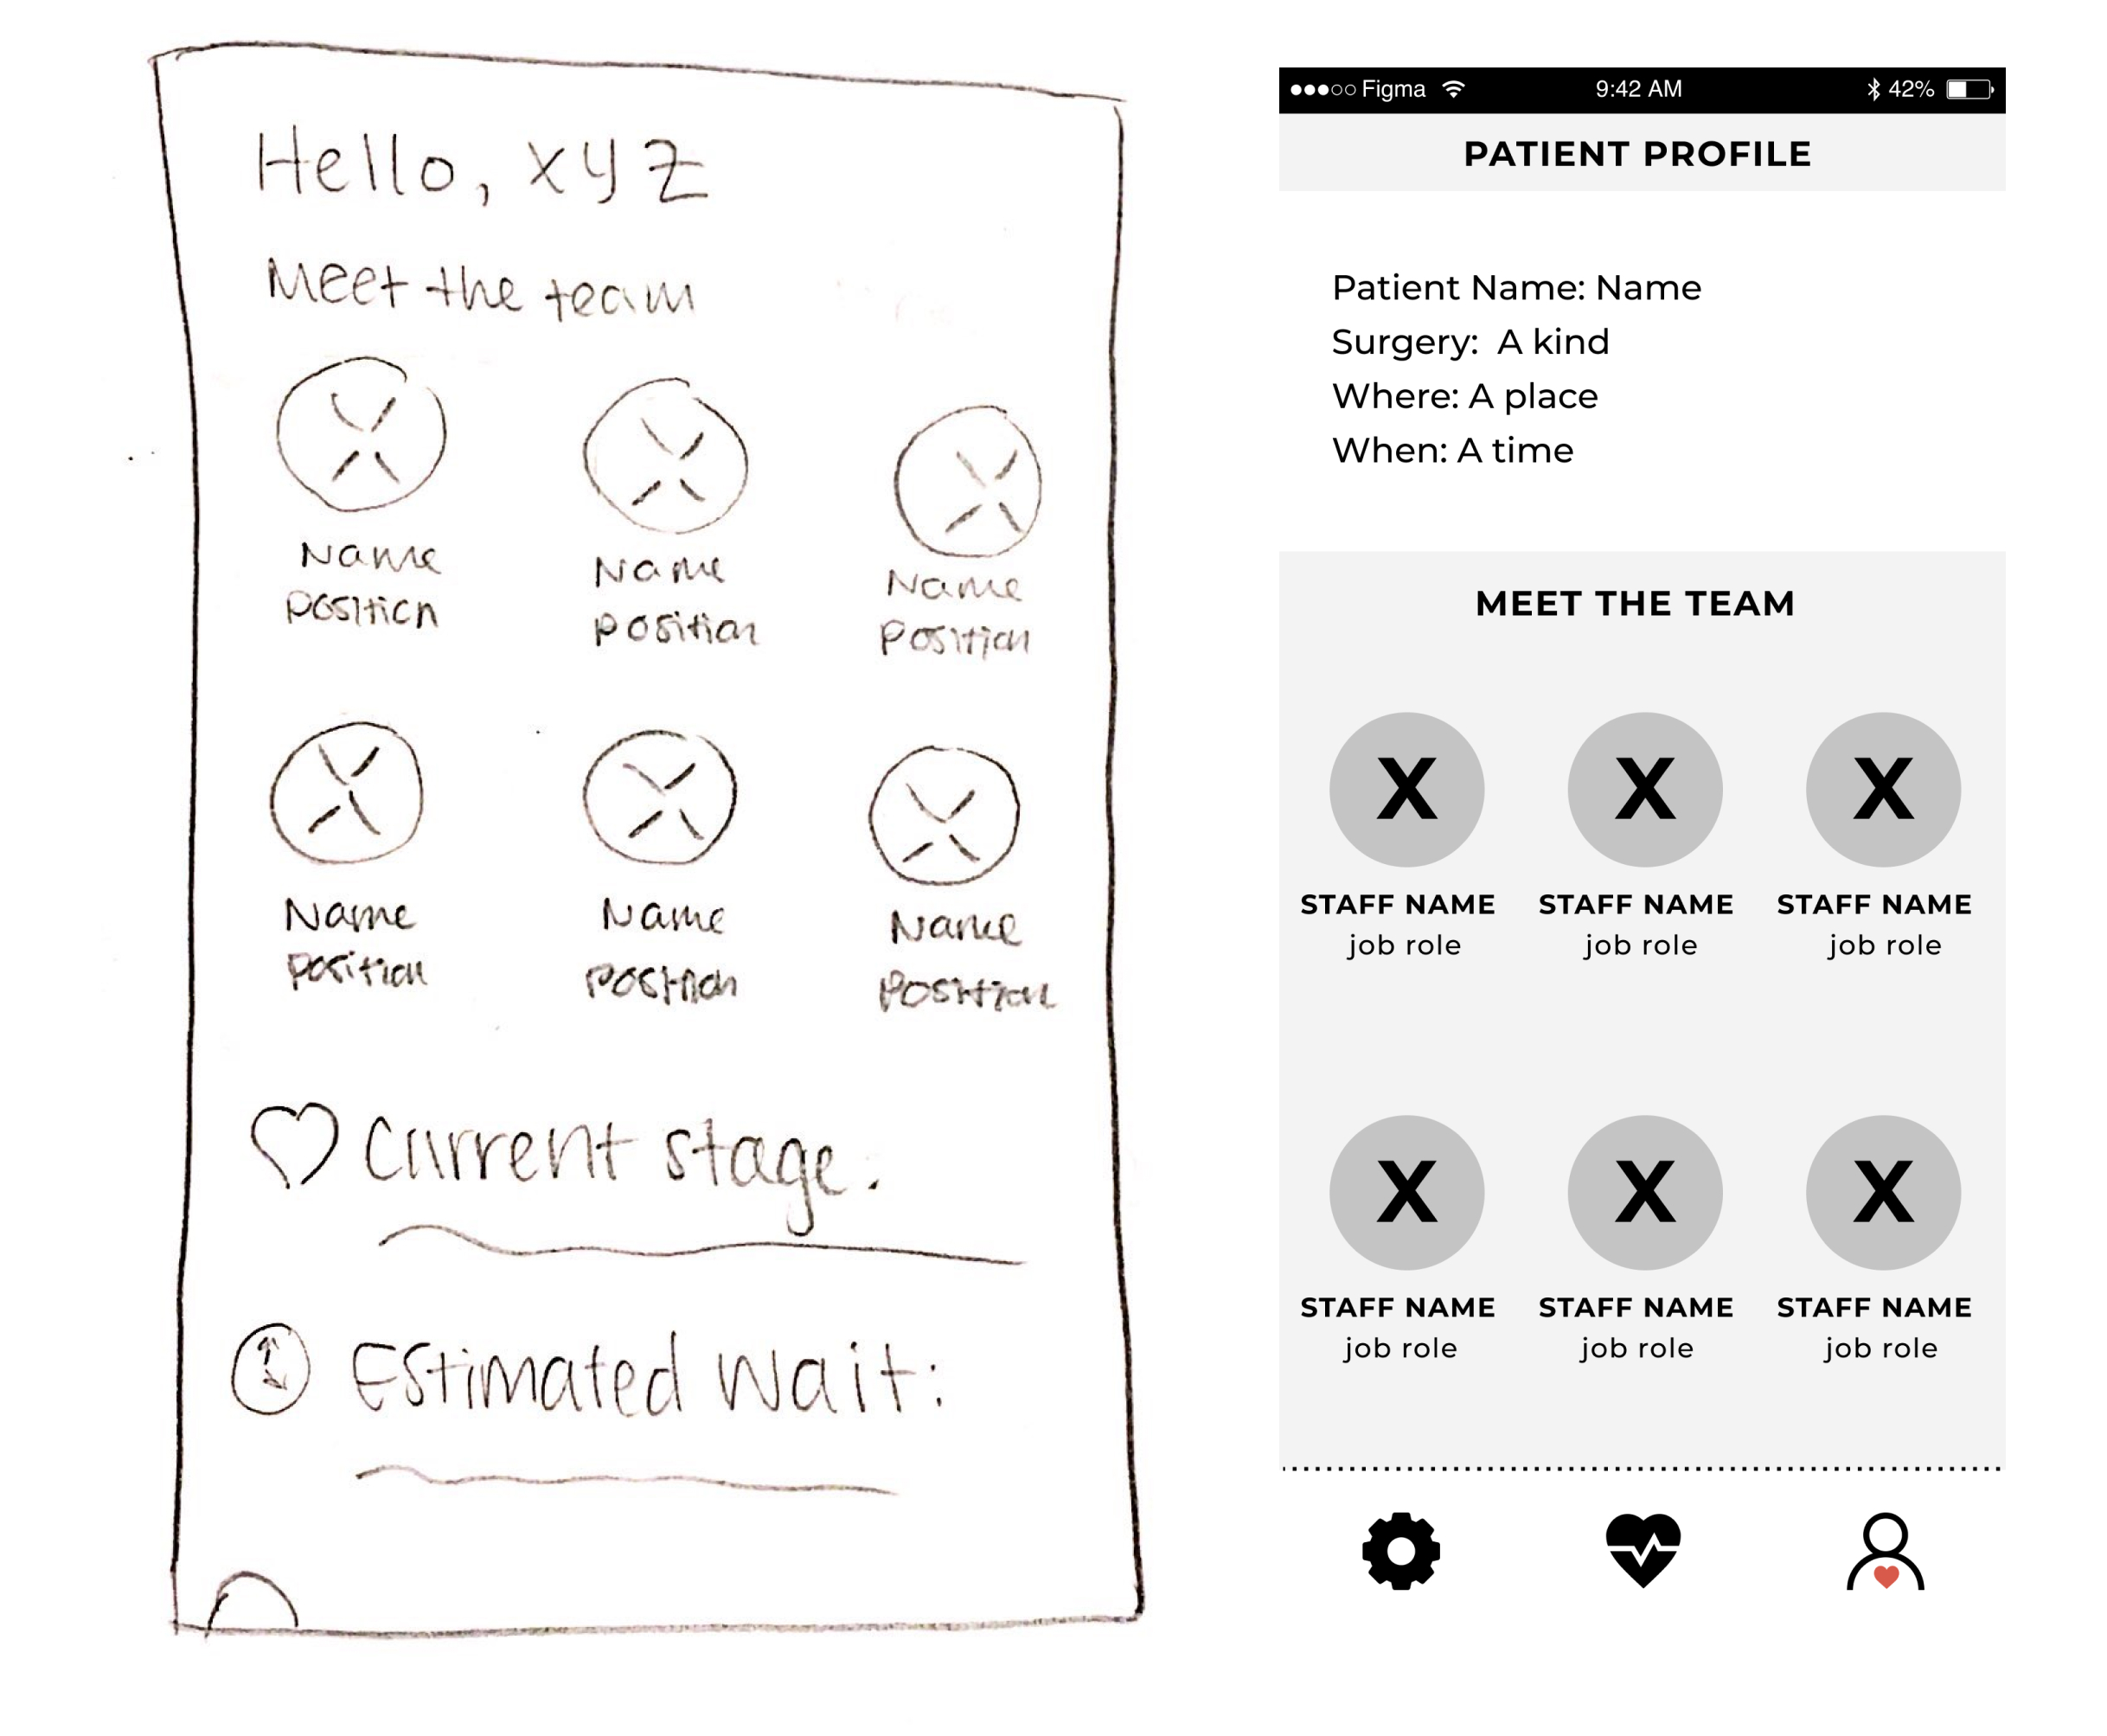 Hello, xyz
Meet the team
Name Name Name
Position Position Position
Name Name Name
Position Position Position
Current stage.
Estimated Wait:
Figma 9:42 AM 42%
PATIENT PROFILE
Patient Name: Name
Surgery: A kind
Where: A place
When: A time
MEET THE TEAM
X X X
STAFF NAME STAFF NAME STAFF NAME
job role job role job role
X X X
STAFF NAME STAFF NAME STAFF NAME
job role job role job role